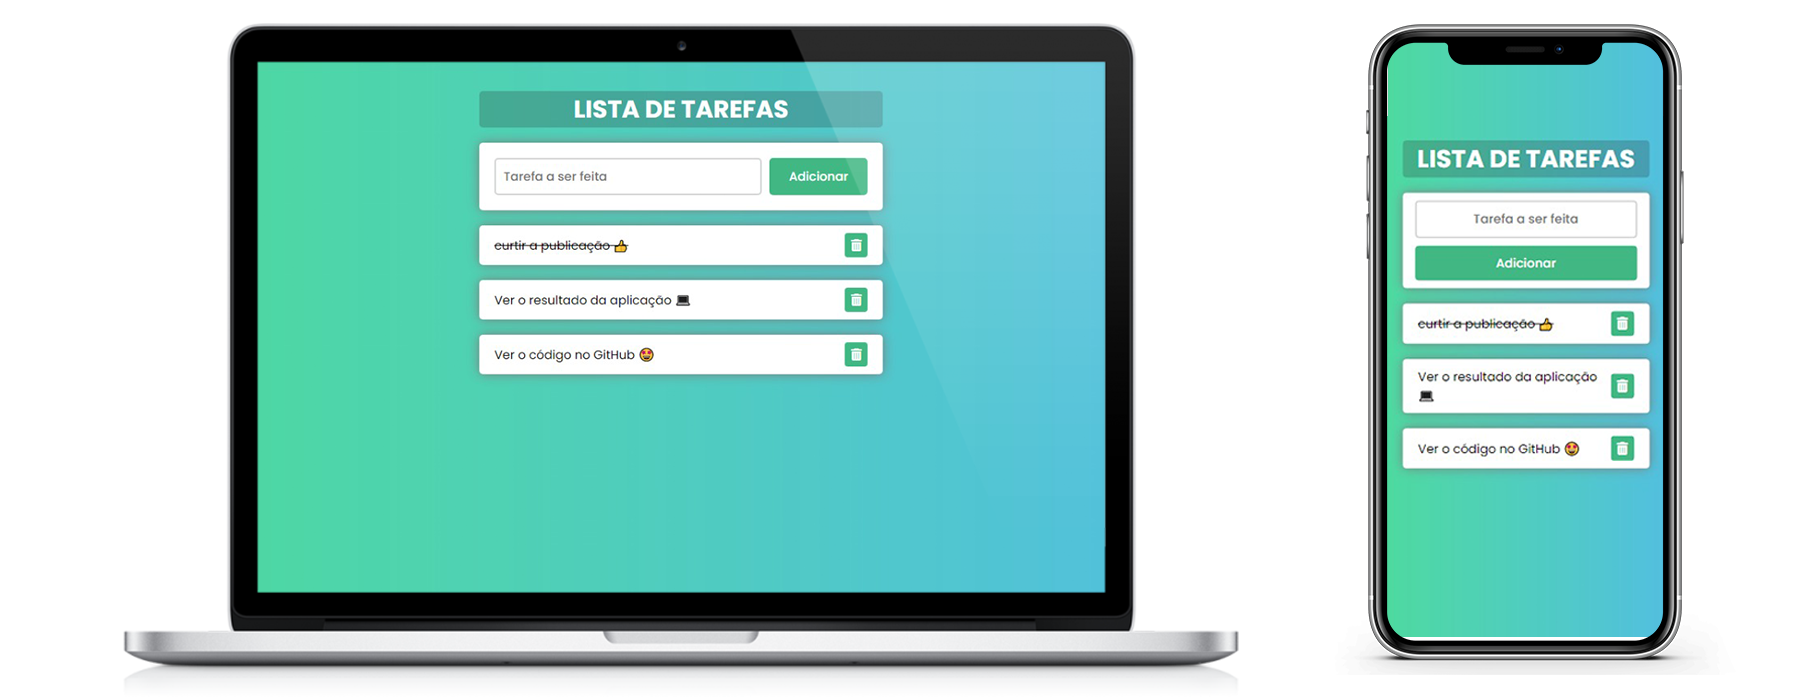 LISTA DE TAREFAS
Tarefa a ser feita
Adicionar
curtir a publicação 👍
Ver o resultado da aplicação 💻
Ver o código no GitHub 🤩
LISTA DE TAREFAS
Tarefa a ser feita
Adicionar
curtir a publicação 👍
Ver o resultado da aplicação
💻
Ver o código no GitHub 🤩